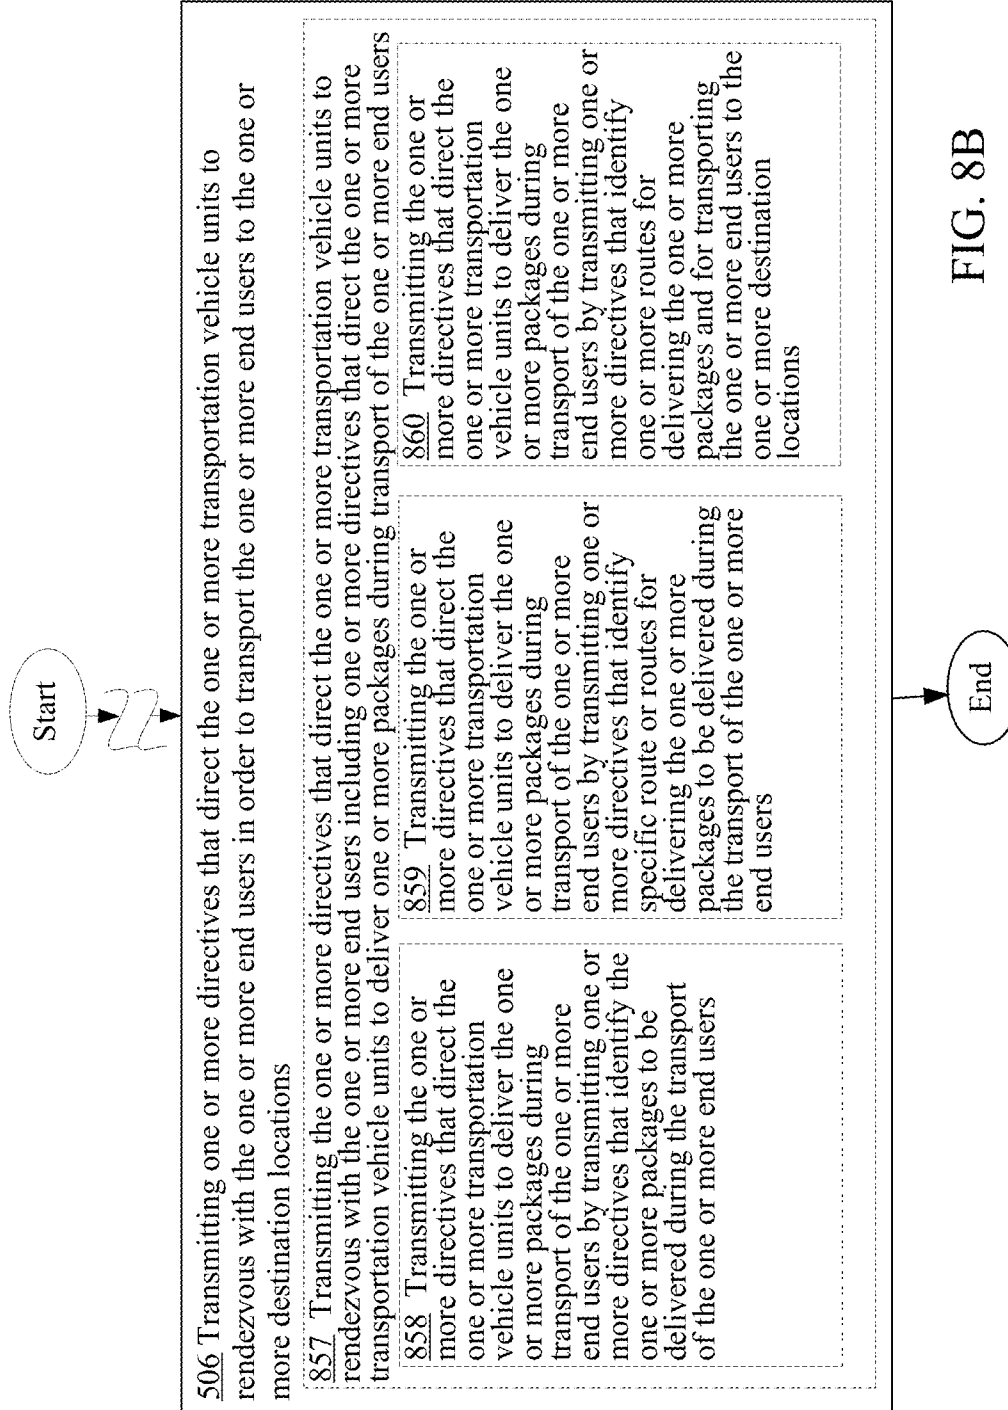 Start
506 Transmitting one or more directives that direct the one or more transportation vehicle units to
rendezvous with the one or more end users in order to transport the one or more end users to the one or
more destination locations
857 Transmitting the one or more directives that direct the one or more transportation vehicle units to
rendezvous with the one or more end users including one or more directives that direct the one or more
transportation vehicle units to deliver one or more packages during transport of the one or more end users
858 Transmitting the one or
more directives that direct the
one or more transportation
vehicle units to deliver the one
or more packages during
transport of the one or more
end users by transmitting one or
more directives that identify the
one or more packages to be
delivered during the transport
of the one or more end users
859 Transmitting the one or
more directives that direct the
one or more transportation
vehicle units to deliver the one
or more packages during
transport of the one or more
end users by transmitting one or
more directives that identify
specific route or routes for
delivering the one or more
packages to be delivered during
the transport of the one or more
end users
860 Transmitting the one or
more directives that direct the
one or more transportation
vehicle units to deliver the one
or more packages during
transport of the one or more
end users by transmitting one or
more directives that identify
one or more routes for
delivering the one or more
packages and for transporting
the one or more end users to the
one or more destination
locations
End
FIG. 8B